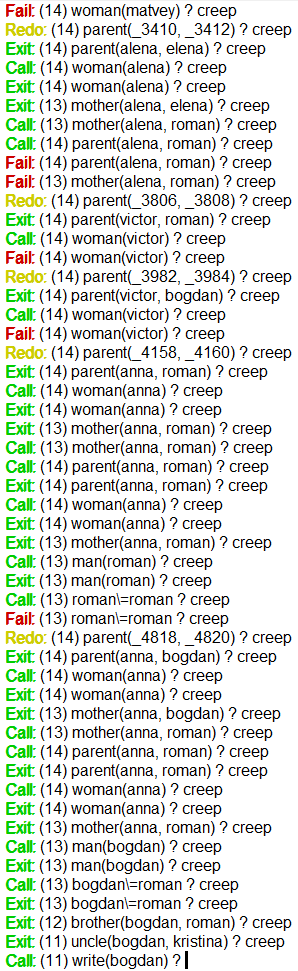 Fail: (14) woman(matvey) ? creep
Redo: (14) parent(_3410, _3412) ? creep
Exit: (14) parent(alena, elena) ? creep
Call: (14) woman(alena) ? creep
Exit: (14) woman(alena) ? creep
Exit: (13) mother(alena, elena) ? creep
Call: (13) mother(alena, roman) ? creep
Call: (14) parent(alena, roman) ? creep
Fail: (14) parent(alena, roman) ? creep
Fail: (13) mother(alena, roman) ? creep
Redo: (14) parent(_3806, _3808) ? creep
Exit: (14) parent(victor, roman) ? creep
Call: (14) woman(victor) ? creep
Fail: (14) woman(victor) ? creep
Redo: (14) parent(_3982, _3984) ? creep
Exit: (14) parent(victor, bogdan) ? creep
Call: (14) woman(victor) ? creep
Fail: (14) woman(victor) ? creep
Redo: (14) parent(_4158, _4160) ? creep
Exit: (14) parent(anna, roman) ? creep
Call: (14) woman(anna) ? creep
Exit: (14) woman(anna) ? creep
Exit: (13) mother(anna, roman) ? creep
Call: (13) mother(anna, roman) ? creep
Call: (14) parent(anna, roman) ? creep
Exit: (14) parent(anna, roman) ? creep
Call: (14) woman(anna) ? creep
Exit: (14) woman(anna) ? creep
Exit: (13) mother(anna, roman) ? creep
Call: (13) man(roman) ? creep
Exit: (13) man(roman) ? creep
Call: (13) roman\=roman ? creep
Fail: (13) roman\=roman ? creep
Redo: (14) parent(_4818, _4820) ? creep
Exit: (14) parent(anna, bogdan) ? creep
Call: (14) woman(anna) ? creep
Exit: (14) woman(anna) ? creep
Exit: (13) mother(anna, bogdan) ? creep
Call: (13) mother(anna, roman) ? creep
Call: (14) parent(anna, roman) ? creep
Exit: (14) parent(anna, roman) ? creep
Call: (14) woman(anna) ? creep
Exit: (14) woman(anna) ? creep
Exit: (13) mother(anna, roman) ? creep
Call: (13) man(bogdan) ? creep
Exit: (13) man(bogdan) ? creep
Call: (13) bogdan\=roman ? creep
Exit: (13) bogdan\=roman ? creep
Exit: (12) brother(bogdan, roman) ? creep
Exit: (11) uncle(bogdan, kristina) ? creep
Call: (11) write(bogdan) ?